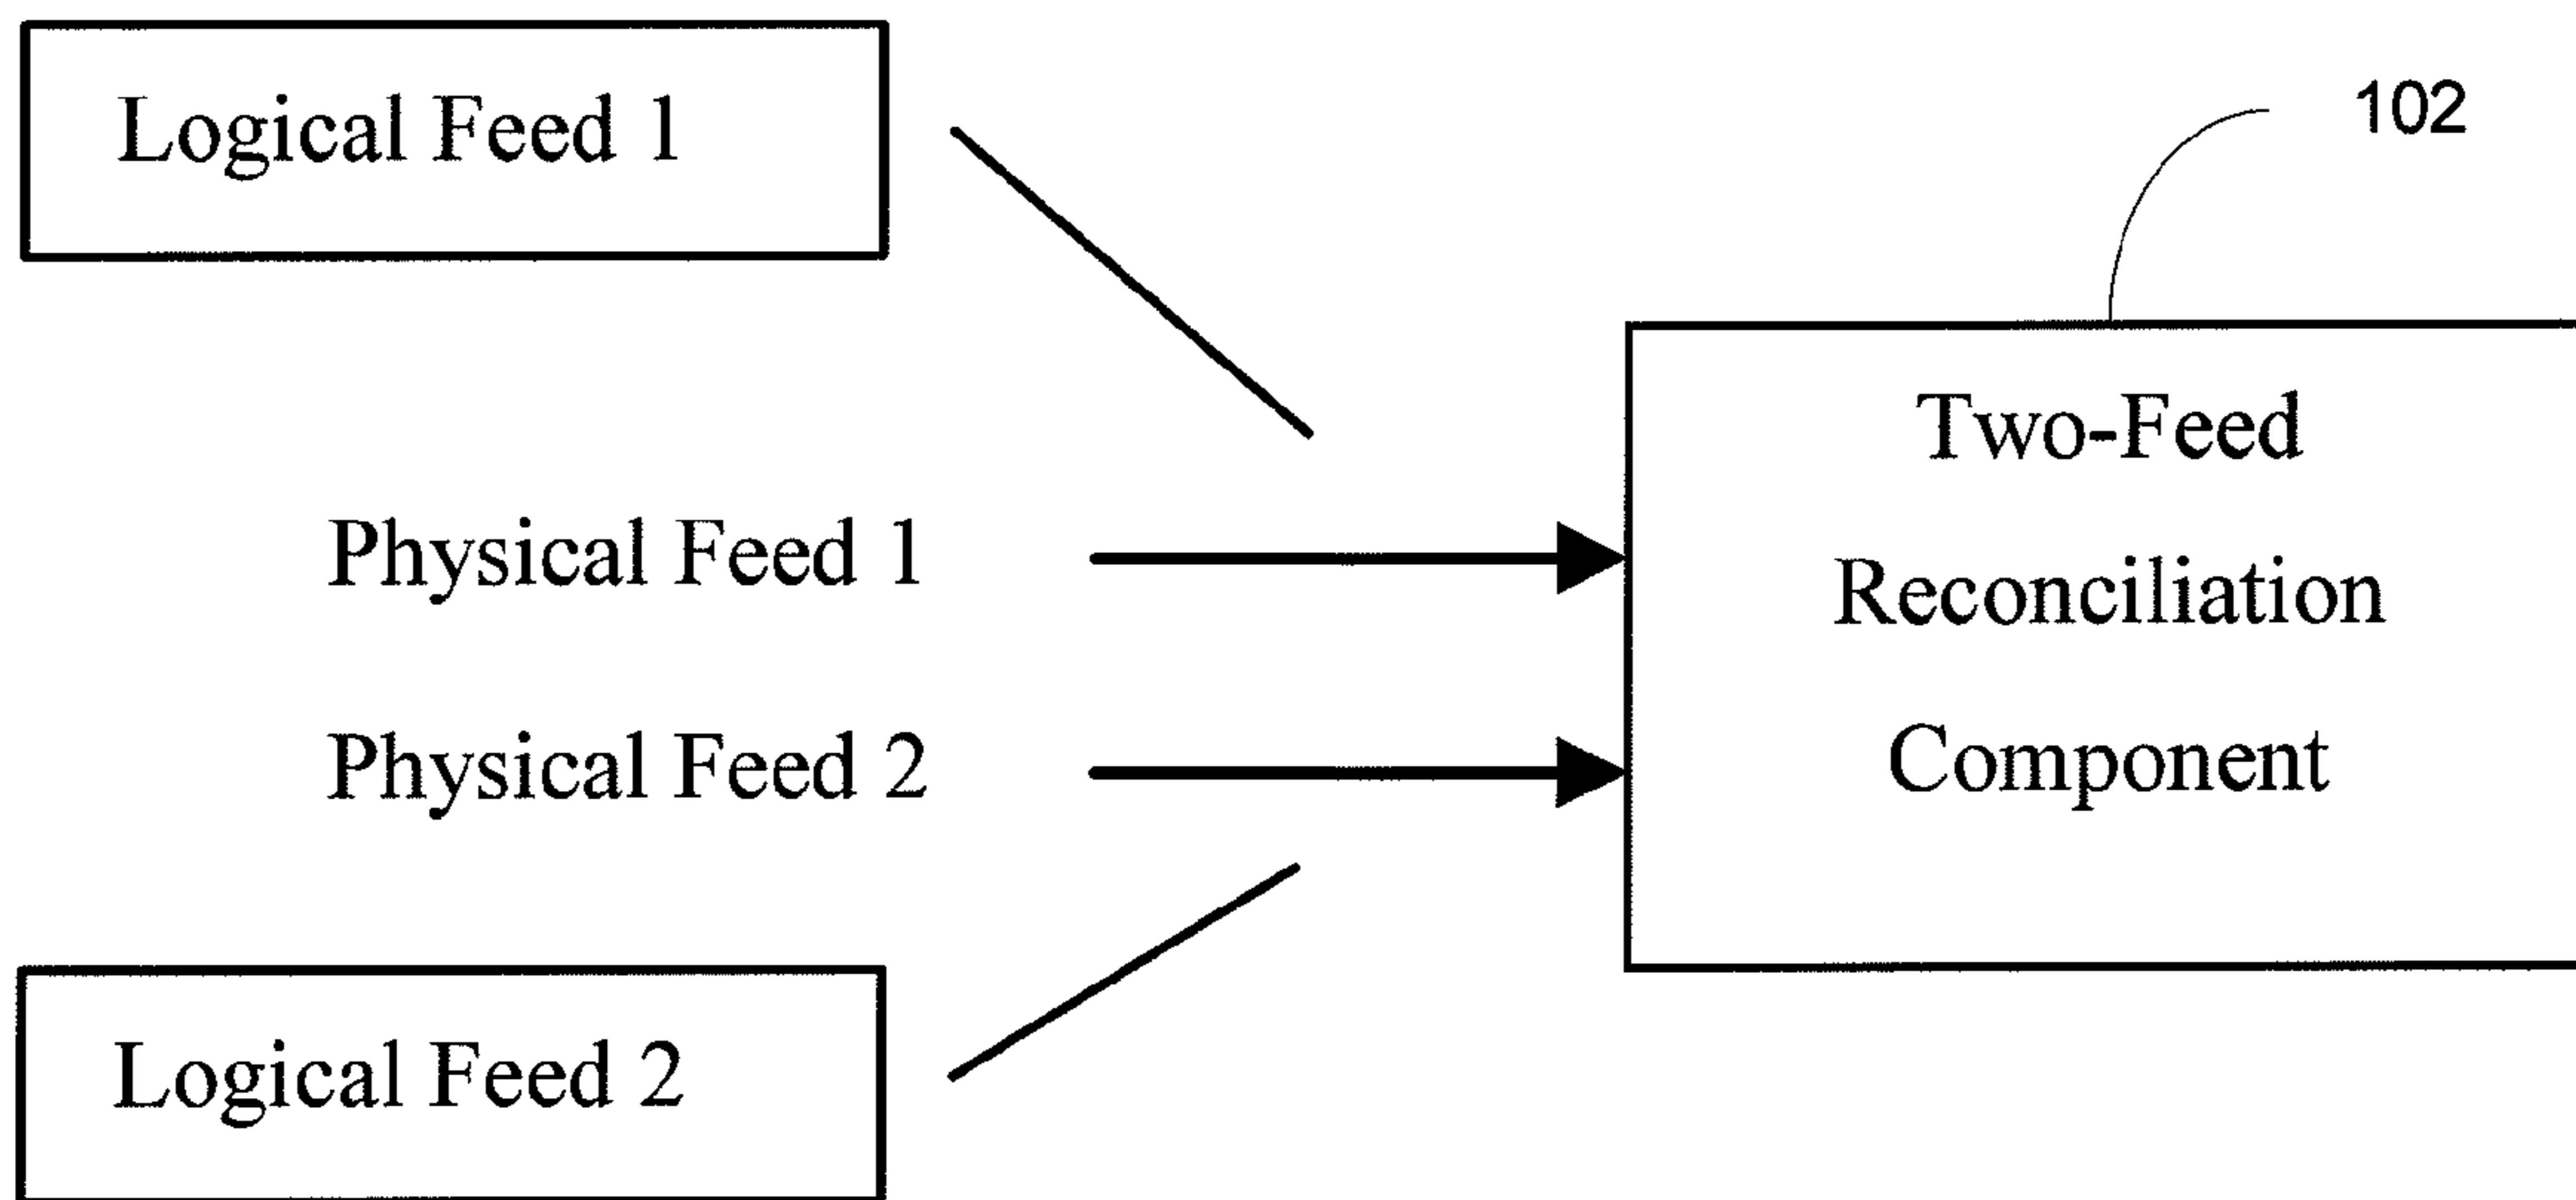 Logical Feed 1
102
Two-Feed
Reconciliation
Component
Physical Feed 1
Physical Feed 2
Logical Feed 2